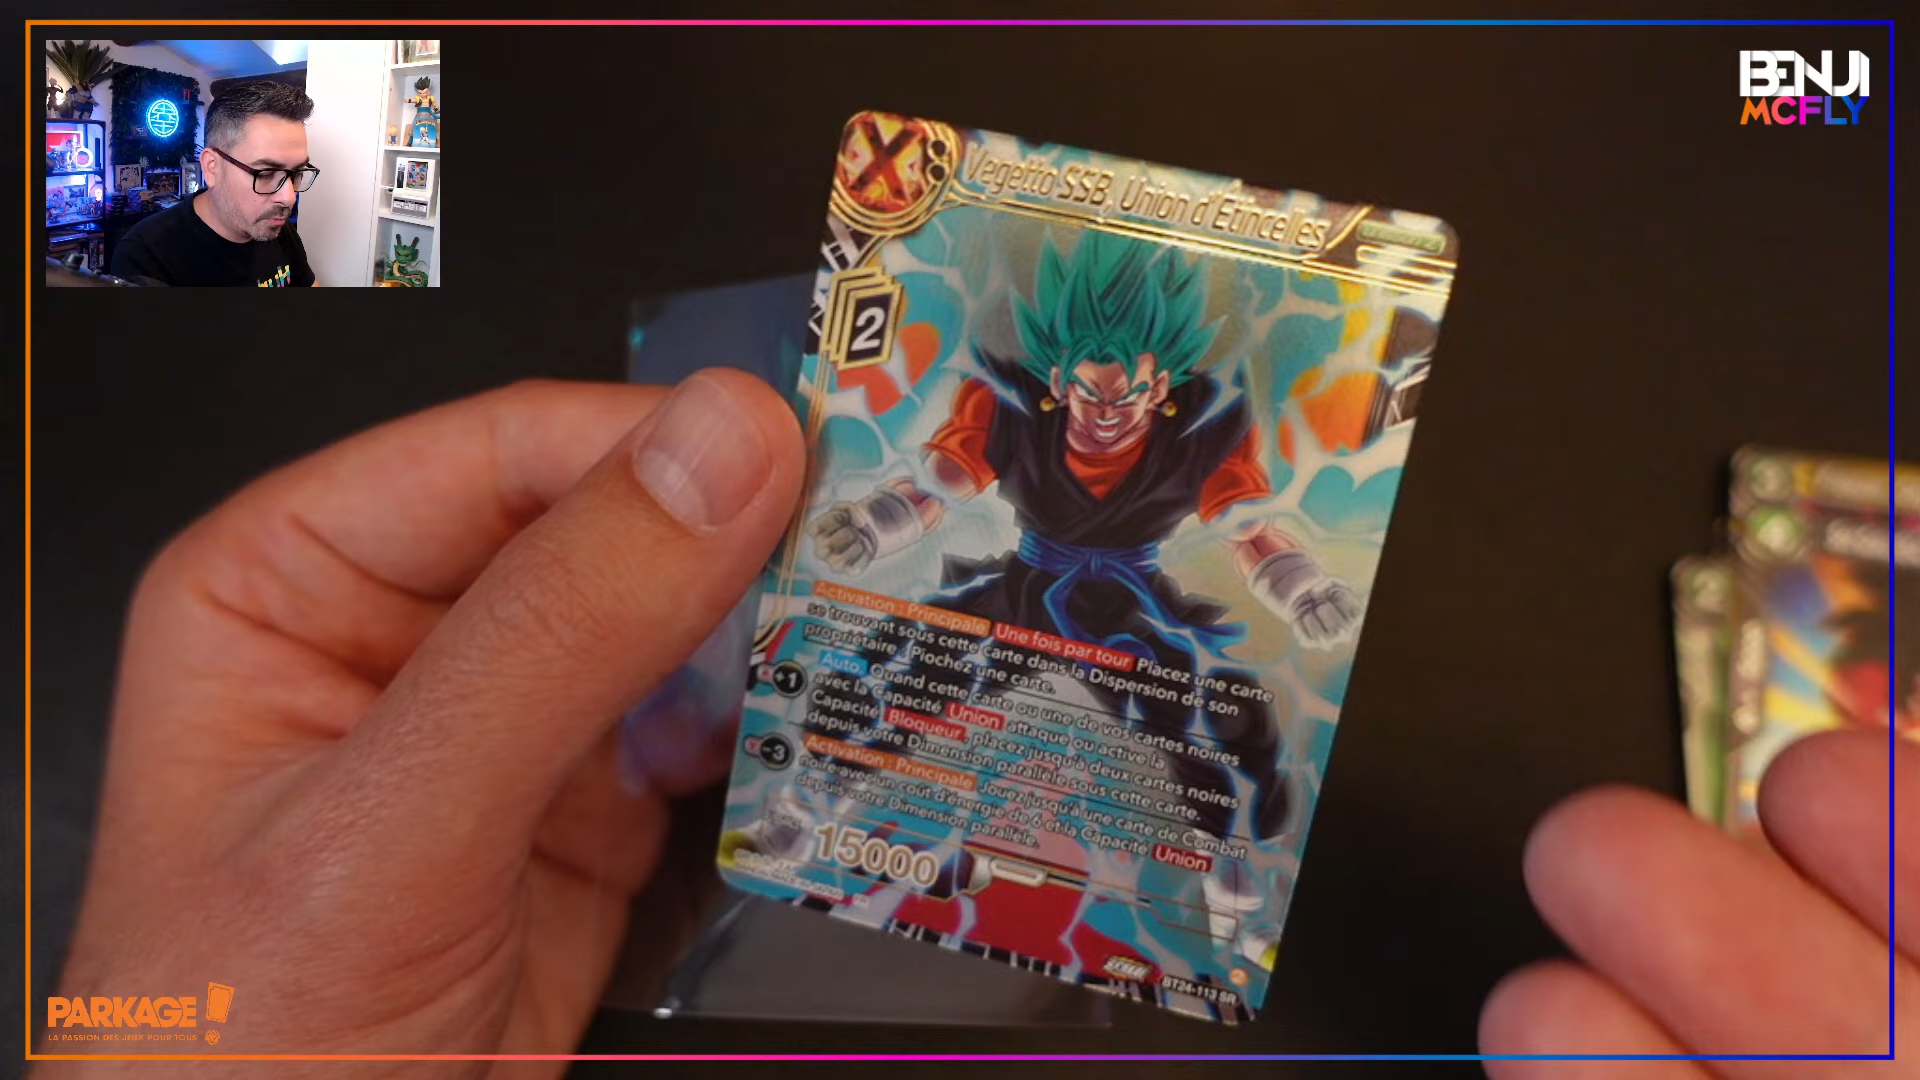 BENJI
MCFLY
Vegetto SSB, Union d'Étincelles
2
Activation : Principale Une fois par tour Placez une carte
se trouvant sous cette carte dans la Dispersion de son
propriétaire : Piochez une carte.
+1 Auto. Quand cette carte ou une de vos cartes noires
avec la Capacité Union attaque ou active la
Capacité Bloqueur, placez jusqu'à deux cartes noires
depuis votre Dimension parallèle sous cette carte.
-3 Activation : Principale Jouez jusqu'à une carte de Combat
noire avec un coût d'énergie de 6 et la Capacité Union
depuis votre Dimension parallèle.
15000
BT24-113 SR
2
4
PARKAGE
LA PASSION DES JEUX POUR TOUS